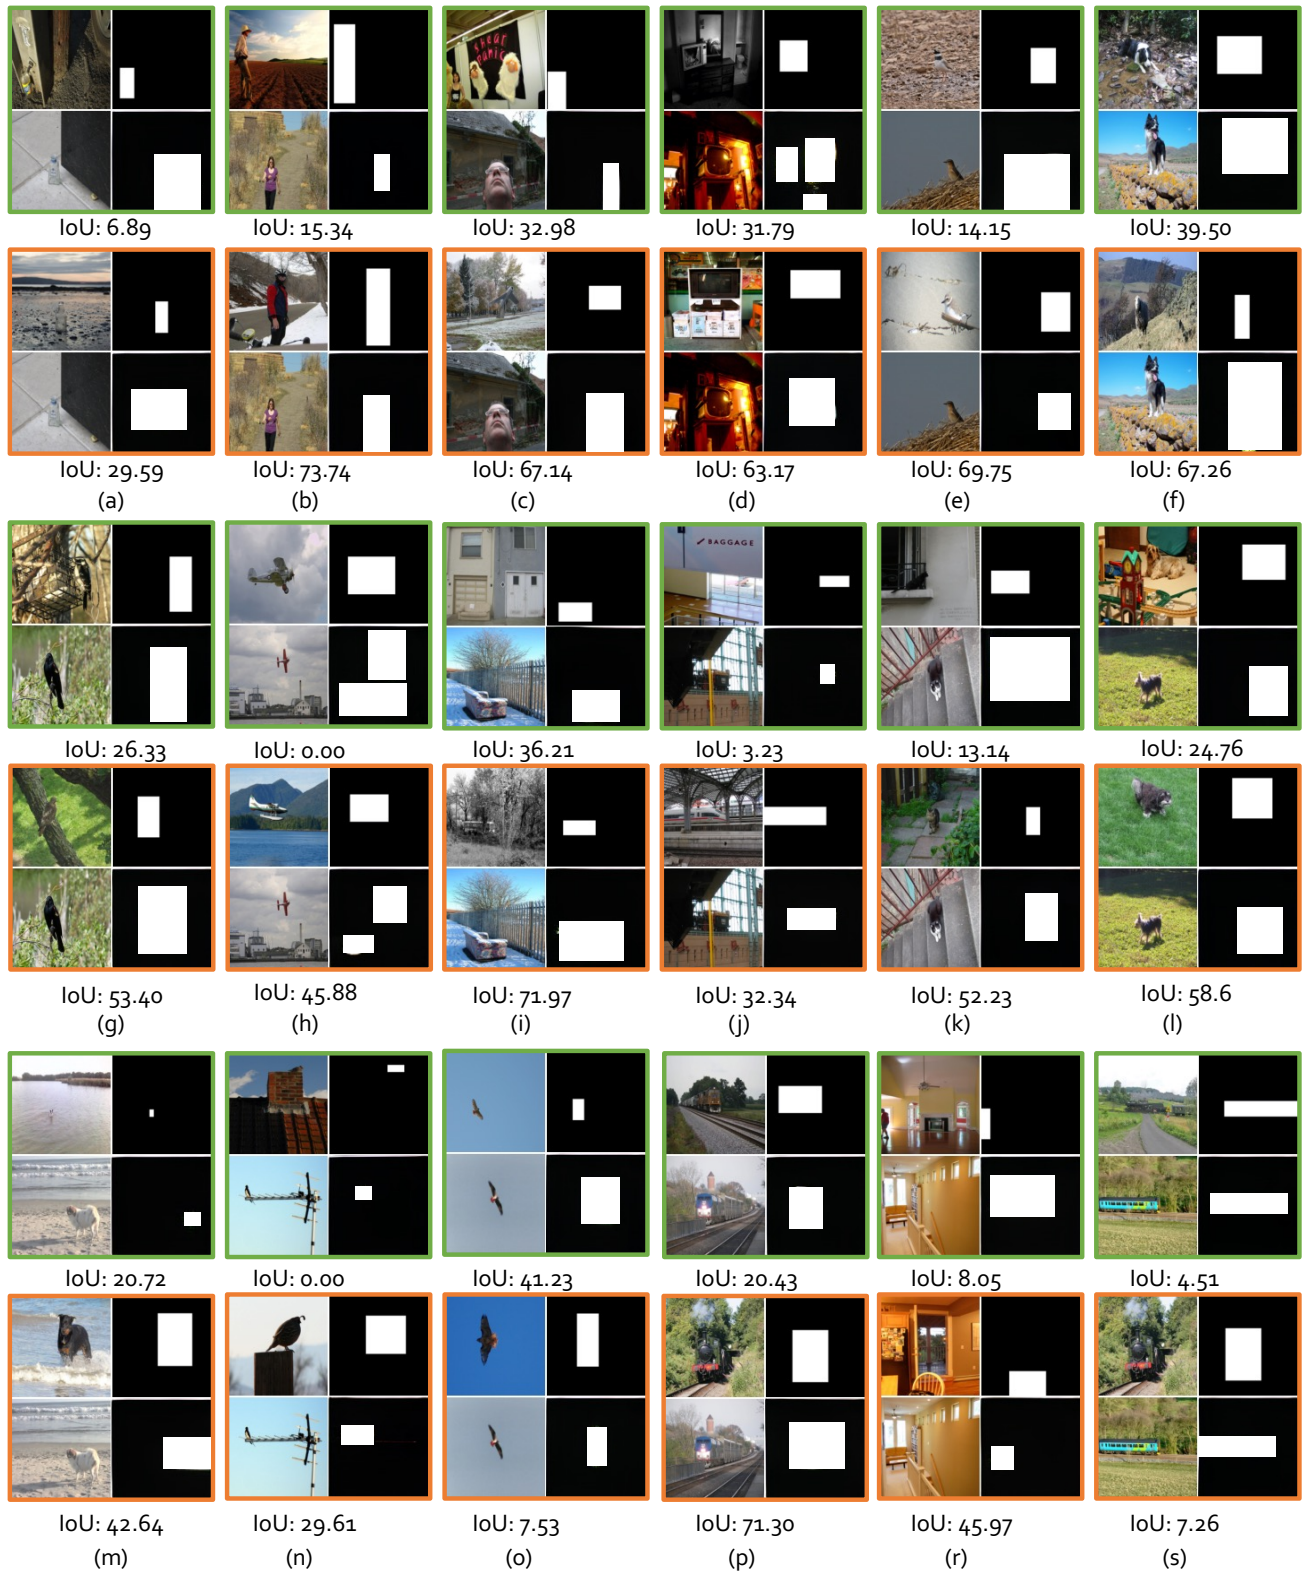 shear
panic
IoU: 6.89 IoU: 15.34 IoU: 32.98 IoU: 31.79 IoU: 14.15 IoU: 39.50
IoU: 29.59 IoU: 73.74 IoU: 67.14 IoU: 63.17 IoU: 69.75 IoU: 67.26
(a) (b) (c) (d) (e) (f)
BAGGAGE
IoU: 26.33 IoU: 0.00 IoU: 36.21 IoU: 3.23 IoU: 13.14 IoU: 24.76
IoU: 53.40 IoU: 45.88 IoU: 71.97 IoU: 32.34 IoU: 52.23 IoU: 58.6
(g) (h) (i) (j) (k) (l)
IoU: 20.72 IoU: 0.00 IoU: 41.23 IoU: 20.43 IoU: 8.05 IoU: 4.51
IoU: 42.64 IoU: 29.61 IoU: 7.53 IoU: 71.30 IoU: 45.97 IoU: 7.26
(m) (n) (o) (p) (r) (s)